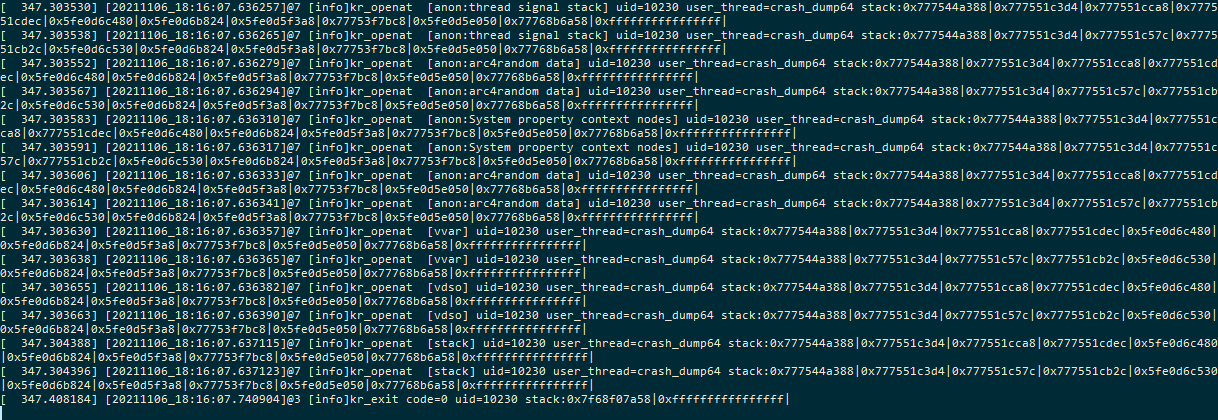 [  347.303530] [20211106_18:16:07.636257]@7 [info]kr_openat  [anon:thread signal stack] uid=10230 user_thread=crash_dump64 stack:0x777544a388|0x777551c3d4|0x777551cca8|0x7775
51cdec|0x5fe0d6c480|0x5fe0d6b824|0x5fe0d5f3a8|0x77753f7bc8|0x5fe0d5e050|0x77768b6a58|0xffffffffffffffff|
[  347.303538] [20211106_18:16:07.636265]@7 [info]kr_openat  [anon:thread signal stack] uid=10230 user_thread=crash_dump64 stack:0x777544a388|0x777551c3d4|0x777551c57c|0x7775
51cb2c|0x5fe0d6c530|0x5fe0d6b824|0x5fe0d5f3a8|0x77753f7bc8|0x5fe0d5e050|0x77768b6a58|0xffffffffffffffff|
[  347.303552] [20211106_18:16:07.636279]@7 [info]kr_openat  [anon:arc4random data] uid=10230 user_thread=crash_dump64 stack:0x777544a388|0x777551c3d4|0x777551cca8|0x777551cd
ec|0x5fe0d6c480|0x5fe0d6b824|0x5fe0d5f3a8|0x77753f7bc8|0x5fe0d5e050|0x77768b6a58|0xffffffffffffffff|
[  347.303567] [20211106_18:16:07.636294]@7 [info]kr_openat  [anon:arc4random data] uid=10230 user_thread=crash_dump64 stack:0x777544a388|0x777551c3d4|0x777551c57c|0x777551cb
2c|0x5fe0d6c530|0x5fe0d6b824|0x5fe0d5f3a8|0x77753f7bc8|0x5fe0d5e050|0x77768b6a58|0xffffffffffffffff|
[  347.303583] [20211106_18:16:07.636310]@7 [info]kr_openat  [anon:System property context nodes] uid=10230 user_thread=crash_dump64 stack:0x777544a388|0x777551c3d4|0x777551c
ca8|0x777551cdec|0x5fe0d6c480|0x5fe0d6b824|0x5fe0d5f3a8|0x77753f7bc8|0x5fe0d5e050|0x77768b6a58|0xffffffffffffffff|
[  347.303591] [20211106_18:16:07.636317]@7 [info]kr_openat  [anon:System property context nodes] uid=10230 user_thread=crash_dump64 stack:0x777544a388|0x777551c3d4|0x777551c
57c|0x777551cb2c|0x5fe0d6c530|0x5fe0d6b824|0x5fe0d5f3a8|0x77753f7bc8|0x5fe0d5e050|0x77768b6a58|0xffffffffffffffff|
[  347.303606] [20211106_18:16:07.636333]@7 [info]kr_openat  [anon:arc4random data] uid=10230 user_thread=crash_dump64 stack:0x777544a388|0x777551c3d4|0x777551cca8|0x777551cd
ec|0x5fe0d6c480|0x5fe0d6b824|0x5fe0d5f3a8|0x77753f7bc8|0x5fe0d5e050|0x77768b6a58|0xffffffffffffffff|
[  347.303614] [20211106_18:16:07.636341]@7 [info]kr_openat  [anon:arc4random data] uid=10230 user_thread=crash_dump64 stack:0x777544a388|0x777551c3d4|0x777551c57c|0x777551cb
2c|0x5fe0d6c530|0x5fe0d6b824|0x5fe0d5f3a8|0x77753f7bc8|0x5fe0d5e050|0x77768b6a58|0xffffffffffffffff|
[  347.303630] [20211106_18:16:07.636357]@7 [info]kr_openat  [vvar] uid=10230 user_thread=crash_dump64 stack:0x777544a388|0x777551c3d4|0x777551cca8|0x777551cdec|0x5fe0d6c480|
0x5fe0d6b824|0x5fe0d5f3a8|0x77753f7bc8|0x5fe0d5e050|0x77768b6a58|0xffffffffffffffff|
[  347.303638] [20211106_18:16:07.636365]@7 [info]kr_openat  [vvar] uid=10230 user_thread=crash_dump64 stack:0x777544a388|0x777551c3d4|0x777551c57c|0x777551cb2c|0x5fe0d6c530|
0x5fe0d6b824|0x5fe0d5f3a8|0x77753f7bc8|0x5fe0d5e050|0x77768b6a58|0xffffffffffffffff|
[  347.303655] [20211106_18:16:07.636382]@7 [info]kr_openat  [vdso] uid=10230 user_thread=crash_dump64 stack:0x777544a388|0x777551c3d4|0x777551cca8|0x777551cdec|0x5fe0d6c480|
0x5fe0d6b824|0x5fe0d5f3a8|0x77753f7bc8|0x5fe0d5e050|0x77768b6a58|0xffffffffffffffff|
[  347.303663] [20211106_18:16:07.636390]@7 [info]kr_openat  [vdso] uid=10230 user_thread=crash_dump64 stack:0x777544a388|0x777551c3d4|0x777551c57c|0x777551cb2c|0x5fe0d6c530|
0x5fe0d6b824|0x5fe0d5f3a8|0x77753f7bc8|0x5fe0d5e050|0x77768b6a58|0xffffffffffffffff|
[  347.304388] [20211106_18:16:07.637115]@7 [info]kr_openat  [stack] uid=10230 user_thread=crash_dump64 stack:0x777544a388|0x777551c3d4|0x777551cca8|0x777551cdec|0x5fe0d6c480
|0x5fe0d6b824|0x5fe0d5f3a8|0x77753f7bc8|0x5fe0d5e050|0x77768b6a58|0xffffffffffffffff|
[  347.304396] [20211106_18:16:07.637123]@7 [info]kr_openat  [stack] uid=10230 user_thread=crash_dump64 stack:0x777544a388|0x777551c3d4|0x777551c57c|0x777551cb2c|0x5fe0d6c530
|0x5fe0d6b824|0x5fe0d5f3a8|0x77753f7bc8|0x5fe0d5e050|0x77768b6a58|0xffffffffffffffff|
[  347.408184] [20211106_18:16:07.740904]@3 [info]kr_exit code=0 uid=10230 stack:0x7f68f07a58|0xffffffffffffffff|